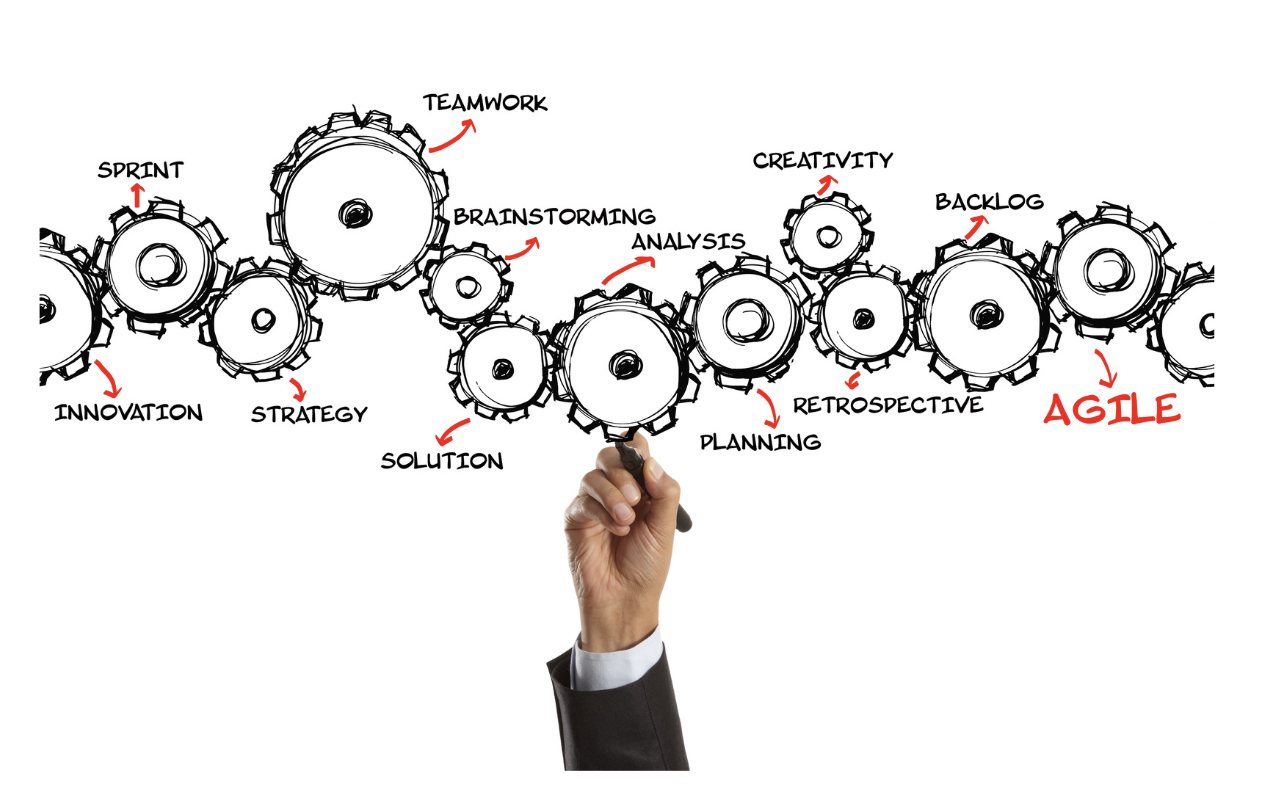 TEAMWORK
SPRINT
CREATIVITY
BACKLOG
BRAINSTORMING
ANALYSIS
INNOVATION
STRATEGY
RETROSPECTIVE
AGILE
PLANNING
SOLUTION